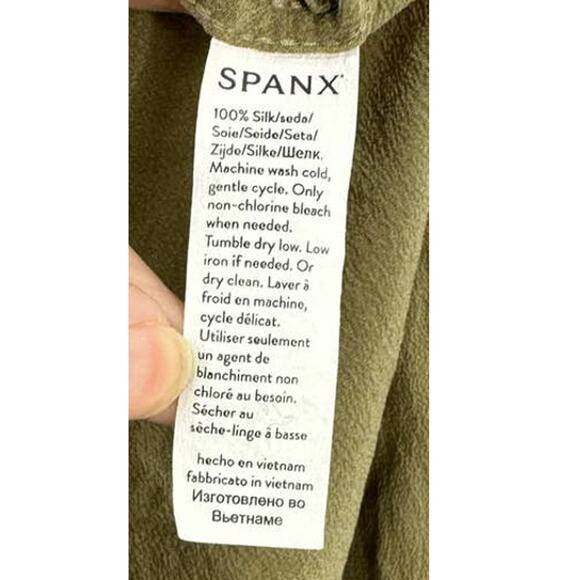 SPANX
100% Silk/seda/
Soie/Seide/Seta/
Zijde/Silke/Шелк.
Machine wash cold,
gentle cycle. Only
non-chlorine bleach
when needed.
Tumble dry low. Low
iron if needed. Or
dry clean. Laver à
froid en machine,
cycle délicat.
Utiliser seulement
un agent de
blanchiment non
chloré au besoin.
Sécher au
sèche-linge à basse
hecho en vietnam
fabbricato in vietnam
Изготовлено во
Вьетнаме